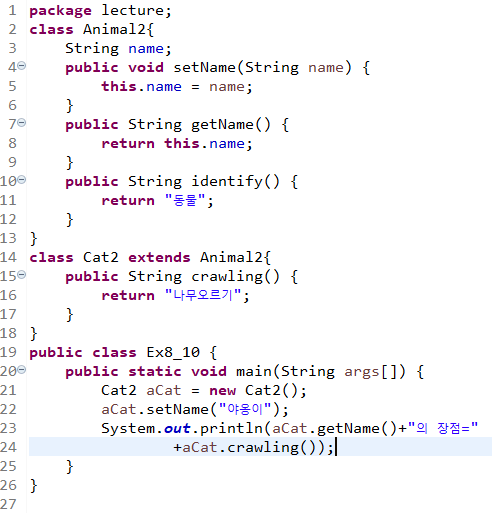 1 package lecture;
2 class Animal2{
3     String name;
4     public void setName(String name) {
5         this.name = name;
6     }
7     public String getName() {
8         return this.name;
9     }
10     public String identify() {
11         return "동물";
12     }
13 }
14 class Cat2 extends Animal2{
15     public String crawling() {
16         return "나무오르기";
17     }
18 }
19 public class Ex8_10 {
20     public static void main(String args[]) {
21         Cat2 aCat = new Cat2();
22         aCat.setName("야옹이");
23         System.out.println(aCat.getName()+"의 장점="
24                 +aCat.crawling());
25     }
26 }
27